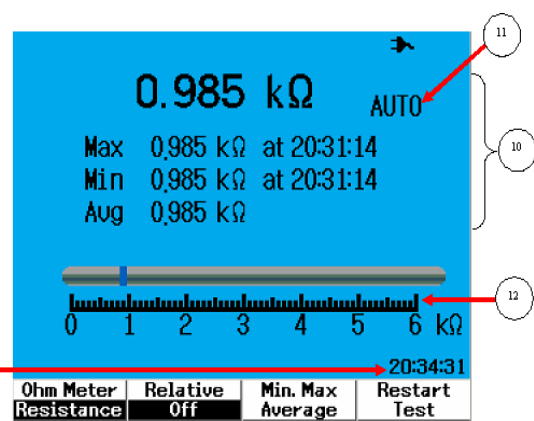 11
0.985 kΩ
AUTO
10
Max 0.985 kΩ at 20:31:14
Min 0.985 kΩ at 20:31:14
Avg 0.985 kΩ
12
0 1 2 3 4 5 6 kΩ
20:34:31
Ohm Meter Relative Min. Max Restart
Resistance Off Average Test